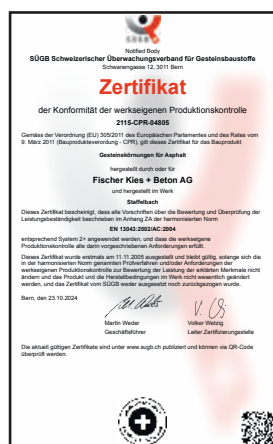 SÜGB
Notified Body
SÜGB Schweizerischer Überwachungsverband für Gesteinsbaustoffe
Schwanengasse 12, 3011 Bern
Zertifikat
der Konformität der werkseigenen Produktionskontrolle
2115-CPR-04805
Gemäss der Verordnung (EU) 305/2011 des Europäischen Parlamentes und des Rates vom
9. März 2011 (Bauprodukteverordnung - CPR), gilt dieses Zertifikat für das Bauprodukt
Gesteinskörnungen für Asphalt
hergestellt durch oder für
Fischer Kies + Beton AG
und hergestellt im Werk
Staffelbach
Dieses Zertifikat bescheinigt, dass alle Vorschriften über die Bewertung und Überprüfung der
Leistungsbeständigkeit beschrieben im Anhang ZA der harmonisierten Norm
EN 13043:2002/AC:2004
entsprechend System 2+ angewendet werden, und dass die werkseigene
Produktionskontrolle alle darin vorgeschriebenen Anforderungen erfüllt.
Dieses Zertifikat wurde erstmals am 11.11.2005 ausgestellt und bleibt gültig, solange sich die
in der harmonisierten Norm genannten Prüfverfahren und/oder Anforderungen der
werkseigenen Produktionskontrolle zur Bewertung der Leistung der erklärten Merkmale nicht
ändern und das Produkt und die Herstellbedingungen im Werk nicht wesentlich geändert
werden, und das Zertifikat vom SÜGB weder ausgesetzt noch zurückgezogen wurde.
Bern, den 23.10.2024
Martin Weder
Geschäftsführer
Volker Wetzig
Leiter Zertifizierungsstelle
Die aktuell gültigen Zertifikate sind unter www.sugb.ch publiziert und können via QR-Code
überprüft werden.